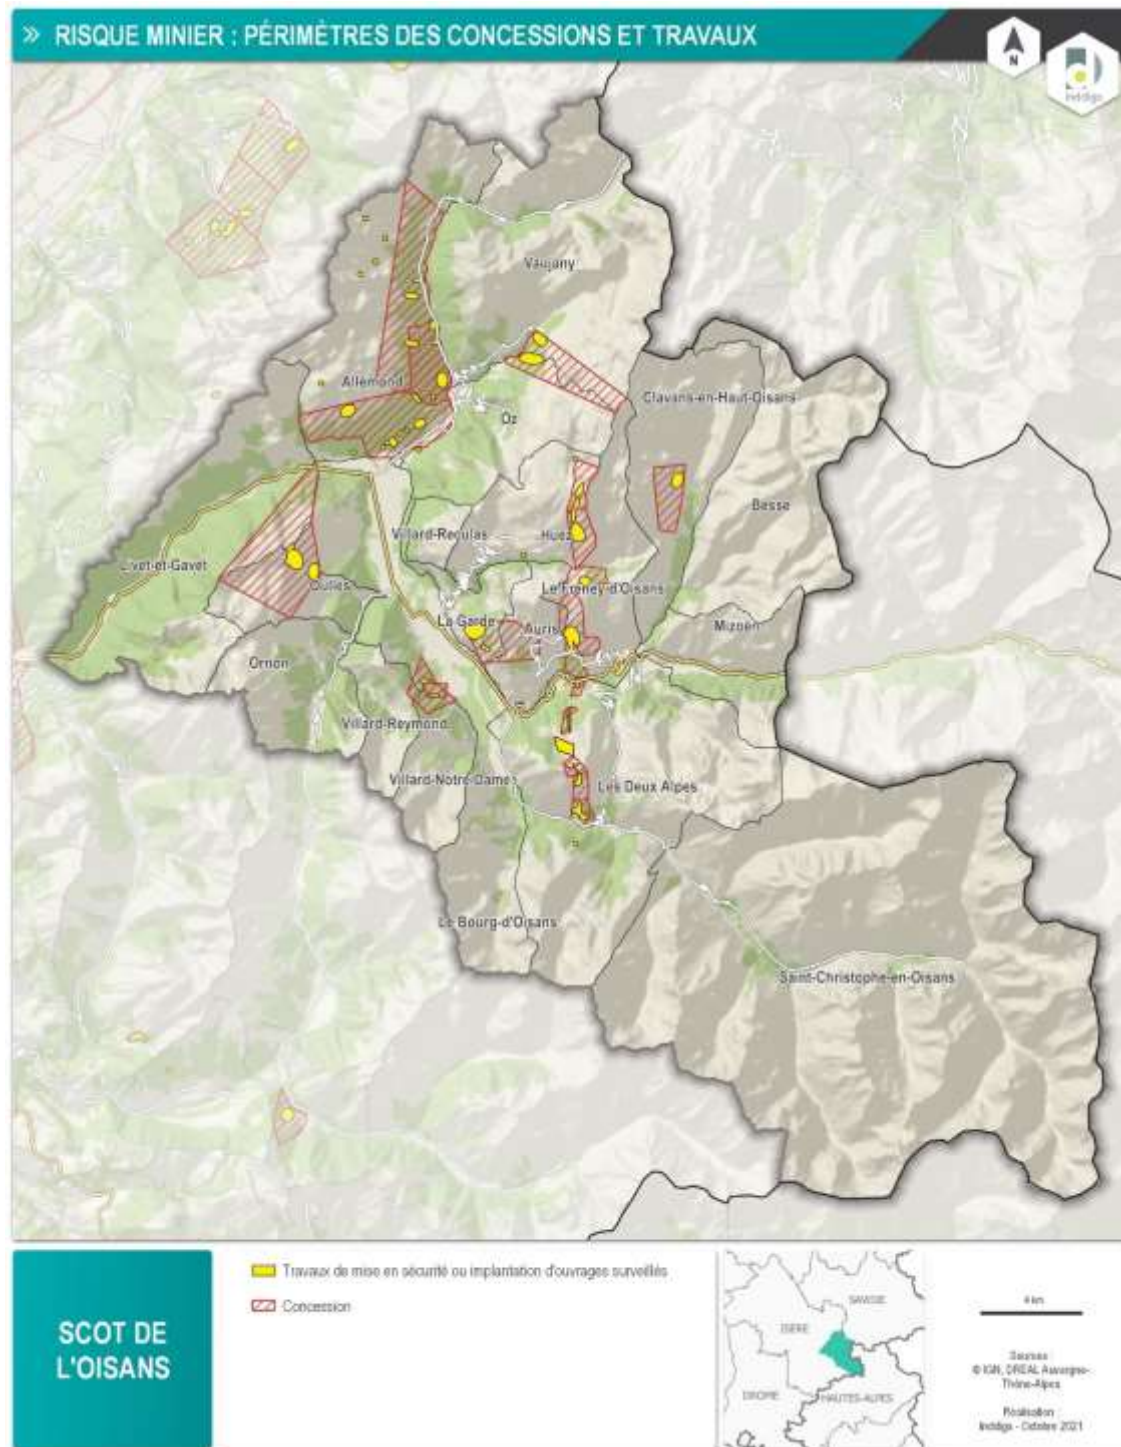 » RISQUE MINIER : PÉRIMÈTRES DES CONCESSIONS ET TRAVAUX
N
inddigo
Vaujany
Allemond
Clavans-en-Haut-Oisans
Oz
Besse
Villard-Reculas
Huez
Livet-et-Gavet
Oulles
Le Freney-d'Oisans
La Garde
Auris
Mizoën
Ornon
Villard-Reymond
Villard-Notre-Dame
Les Deux Alpes
Le Bourg-d'Oisans
Saint-Christophe-en-Oisans
SCOT DE
L'OISANS
Travaux de mise en sécurité ou implantation d'ouvrages surveillés
Concession
SAVOIE
ISÈRE
DROME
HAUTES-ALPES
4 km
Sources :
© IGN, DREAL Auvergne-
Rhône-Alpes
Réalisation :
Inddigo - Octobre 2021